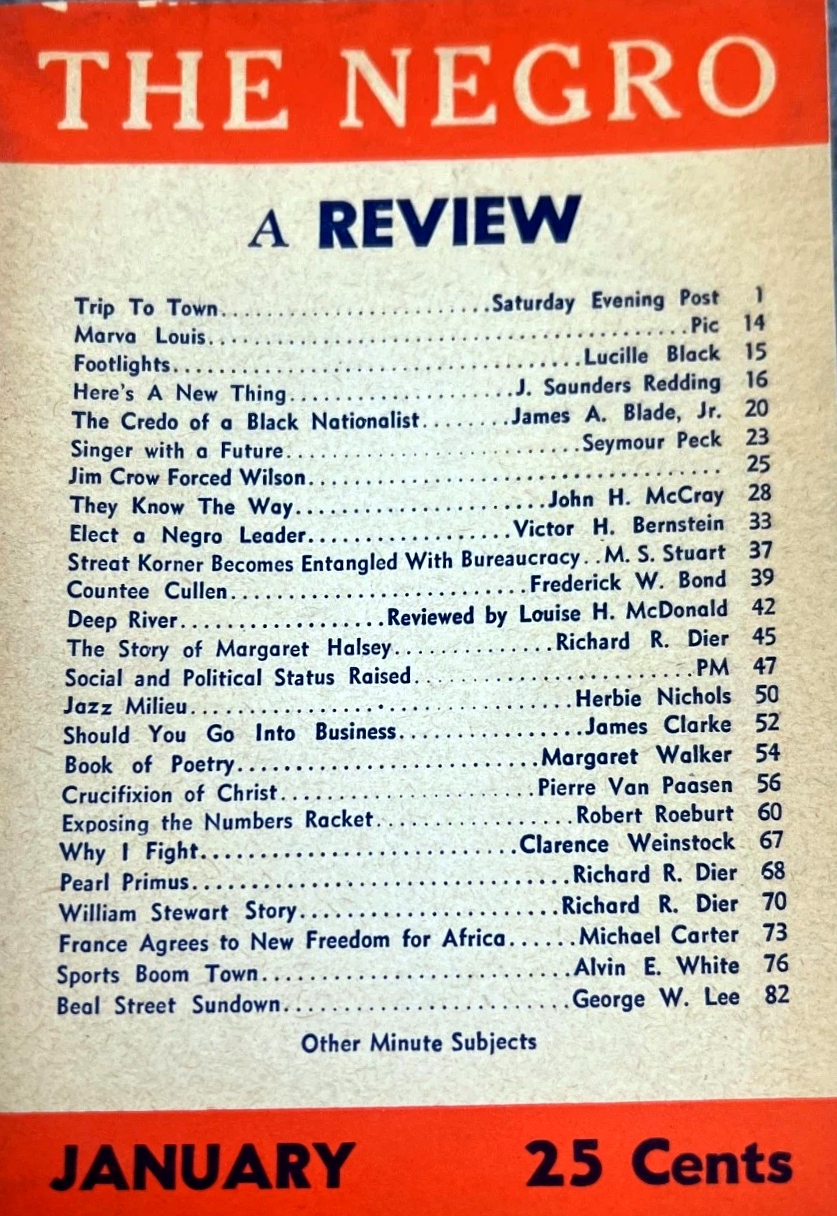 THE NEGRO
A REVIEW
Trip To Town..........................Saturday Evening Post 1
Marva Louis..............................................Pic 14
Footlights........................................Lucille Black 15
Here's A New Thing......................J. Saunders Redding 16
The Credo of a Black Nationalist........James A. Blade, Jr. 20
Singer with a Future.............................Seymour Peck 23
Jim Crow Forced Wilson........................................ 25
They Know The Way.........................John H. McCray 28
Elect a Negro Leader....................Victor H. Bernstein 33
Streat Korner Becomes Entangled With Bureaucracy..M. S. Stuart 37
Countee Cullen.............................Frederick W. Bond 39
Deep River....................Reviewed by Louise H. McDonald 42
The Story of Margaret Halsey...............Richard R. Dier 45
Social and Political Status Raised...........................PM 47
Jazz Milieu.....................................Herbie Nichols 50
Should You Go Into Business..................James Clarke 52
Book of Poetry..............................Margaret Walker 54
Crucifixion of Christ.........................Pierre Van Paasen 56
Exposing the Numbers Racket...................Robert Roeburt 60
Why I Fight...............................Clarence Weinstock 67
Pearl Primus.....................................Richard R. Dier 68
William Stewart Story.........................Richard R. Dier 70
France Agrees to New Freedom for Africa......Michael Carter 73
Sports Boom Town..............................Alvin E. White 76
Beal Street Sundown............................George W. Lee 82
Other Minute Subjects
JANUARY 25 Cents